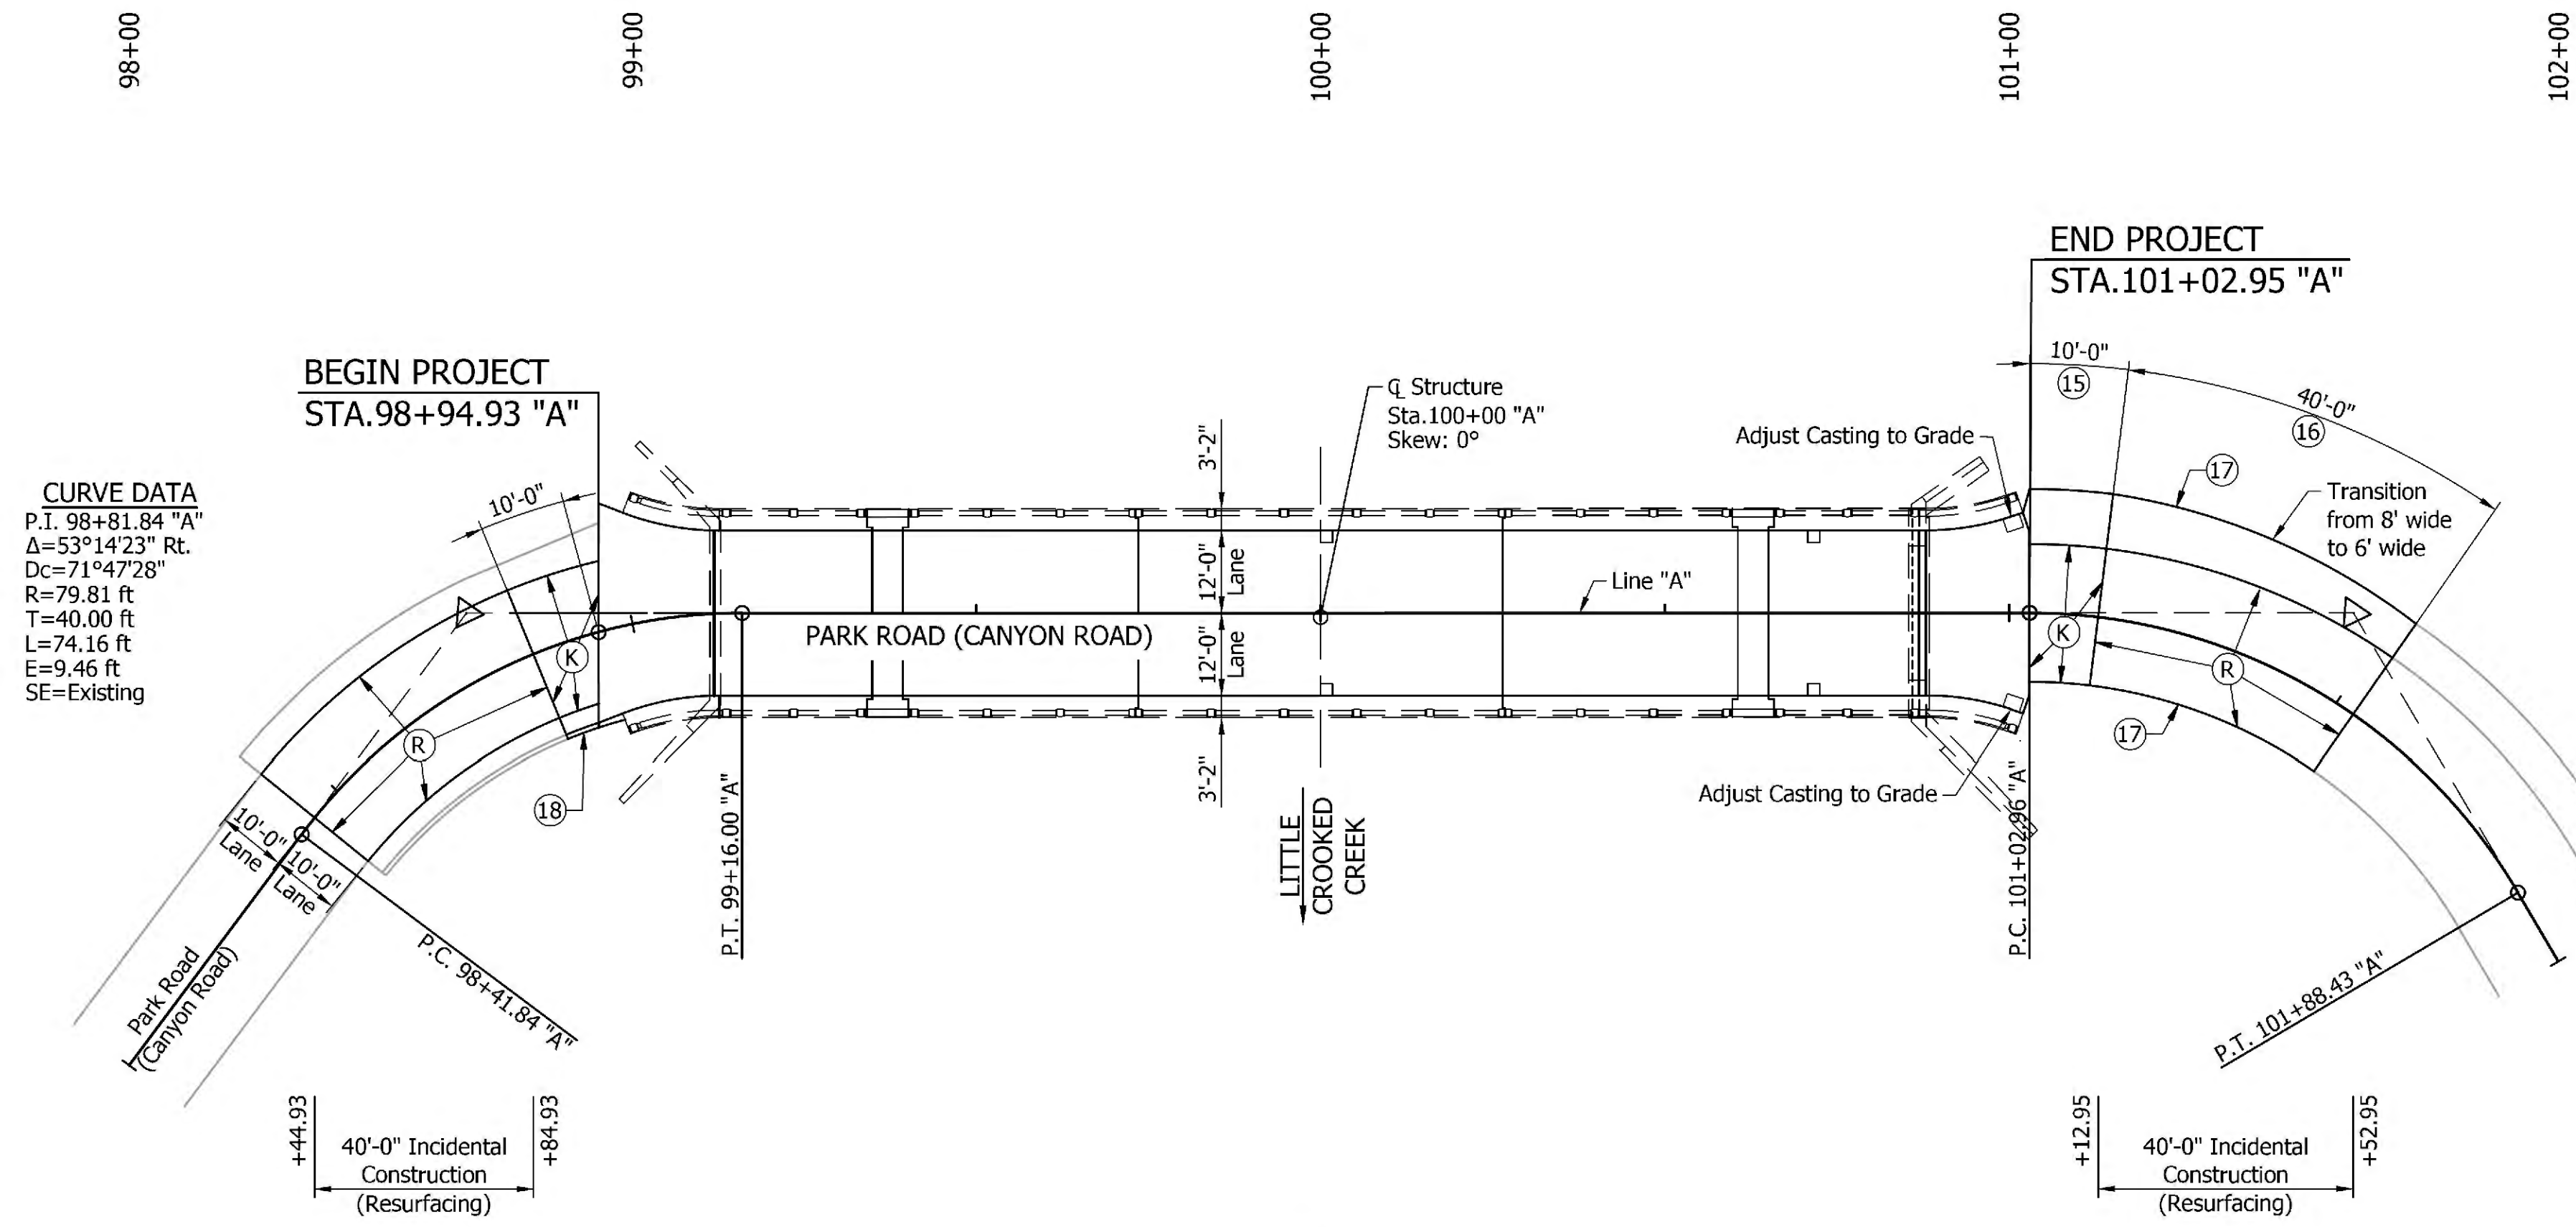 98+00
99+00
100+00
101+00
102+00
BEGIN PROJECT
STA.98+94.93 "A"
END PROJECT
STA.101+02.95 "A"
CURVE DATA
P.I. 98+81.84 "A"
Δ=53°14'23" Rt.
Dc=71°47'28"
R=79.81 ft
T=40.00 ft
L=74.16 ft
E=9.46 ft
SE=Existing
10'-0"
K
R
18
10'-0"
Lane
10'-0"
Lane
Park Road
(Canyon Road)
P.C. 98+41.84 "A"
P.T. 99+16.00 "A"
PARK ROAD (CANYON ROAD)
3'-2"
12'-0"
Lane
12'-0"
Lane
3'-2"
℄ Structure
Sta.100+00 "A"
Skew: 0°
Line "A"
LITTLE
CROOKED
CREEK
Adjust Casting to Grade
Adjust Casting to Grade
P.C. 101+02.96 "A"
10'-0"
15
40'-0"
16
17
Transition
from 8' wide
to 6' wide
K
R
17
P.T. 101+88.43 "A"
+44.93
40'-0" Incidental
Construction
(Resurfacing)
+84.93
+12.95
40'-0" Incidental
Construction
(Resurfacing)
+52.95